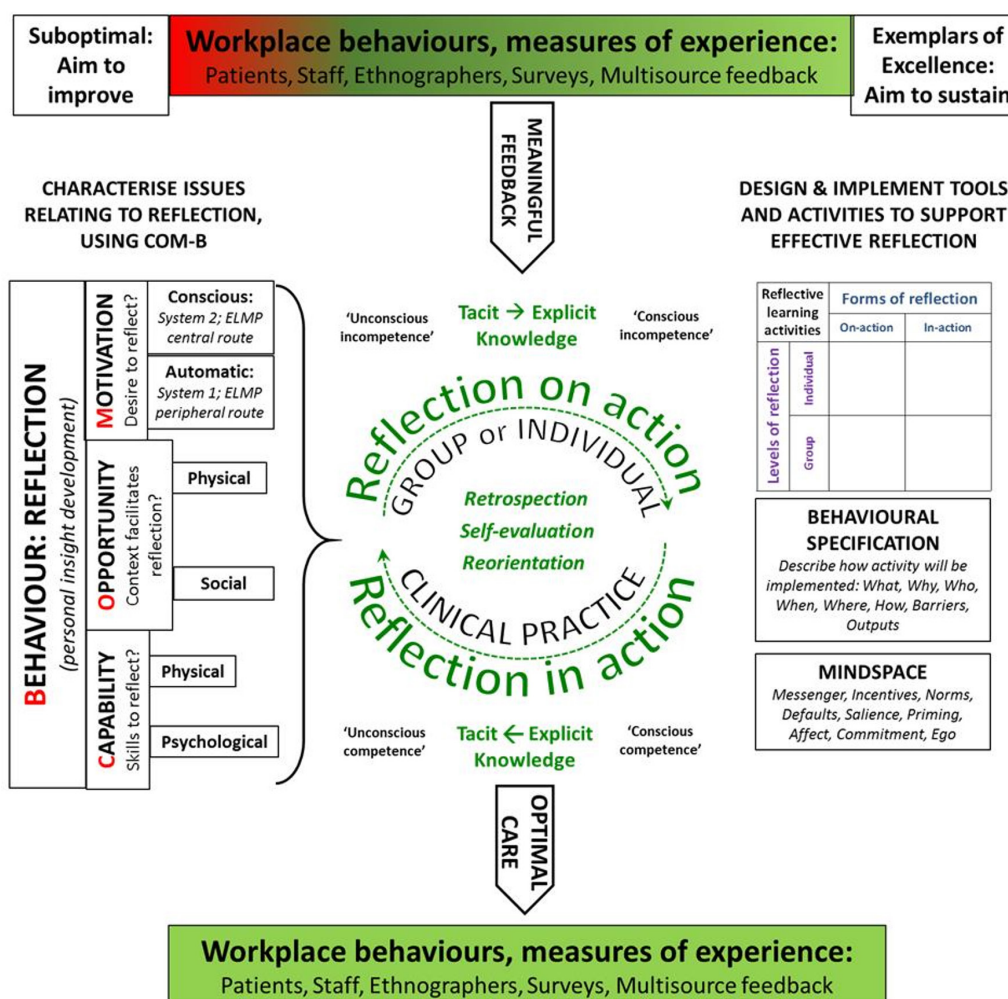 Suboptimal:
Aim to
improve
Workplace behaviours, measures of experience:
Patients, Staff, Ethnographers, Surveys, Multisource feedback
Exemplars of
Excellence:
Aim to sustain
MEANINGFUL
FEEDBACK
CHARACTERISE ISSUES
RELATING TO REFLECTION,
USING COM-B
BEHAVIOUR: REFLECTION
(personal insight development)
MOTIVATION
Desire to reflect?
Conscious:
System 2; ELMP
central route
Automatic:
System 1; ELMP
peripheral route
OPPORTUNITY
Context facilitates
reflection?
Physical
Social
CAPABILITY
Skills to reflect?
Physical
Psychological
‘Unconscious
incompetence’
Tacit → Explicit
Knowledge
‘Conscious
incompetence’
Reflection on action
GROUP or INDIVIDUAL
Retrospection
Self-evaluation
Reorientation
CLINICAL PRACTICE
Reflection in action
‘Unconscious
competence’
Tacit ← Explicit
Knowledge
‘Conscious
competence’
DESIGN & IMPLEMENT TOOLS
AND ACTIVITIES TO SUPPORT
EFFECTIVE REFLECTION
Reflective
learning
activities
Forms of reflection
On-action
In-action
Levels of reflection
Individual
Group
BEHAVIOURAL
SPECIFICATION
Describe how activity will be
implemented: What, Why, Who,
When, Where, How, Barriers,
Outputs
MINDSPACE
Messenger, Incentives, Norms,
Defaults, Salience, Priming,
Affect, Commitment, Ego
OPTIMAL
CARE
Workplace behaviours, measures of experience:
Patients, Staff, Ethnographers, Surveys, Multisource feedback